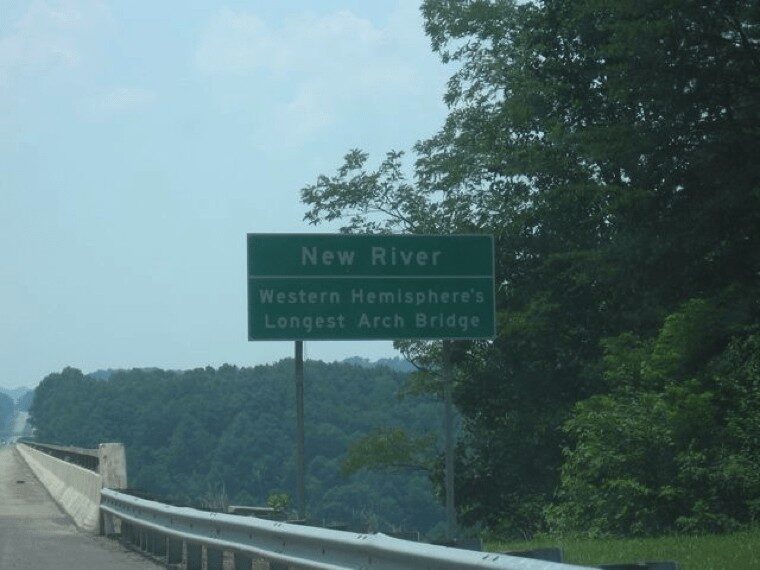 New River
Western Hemisphere's
Longest Arch Bridge